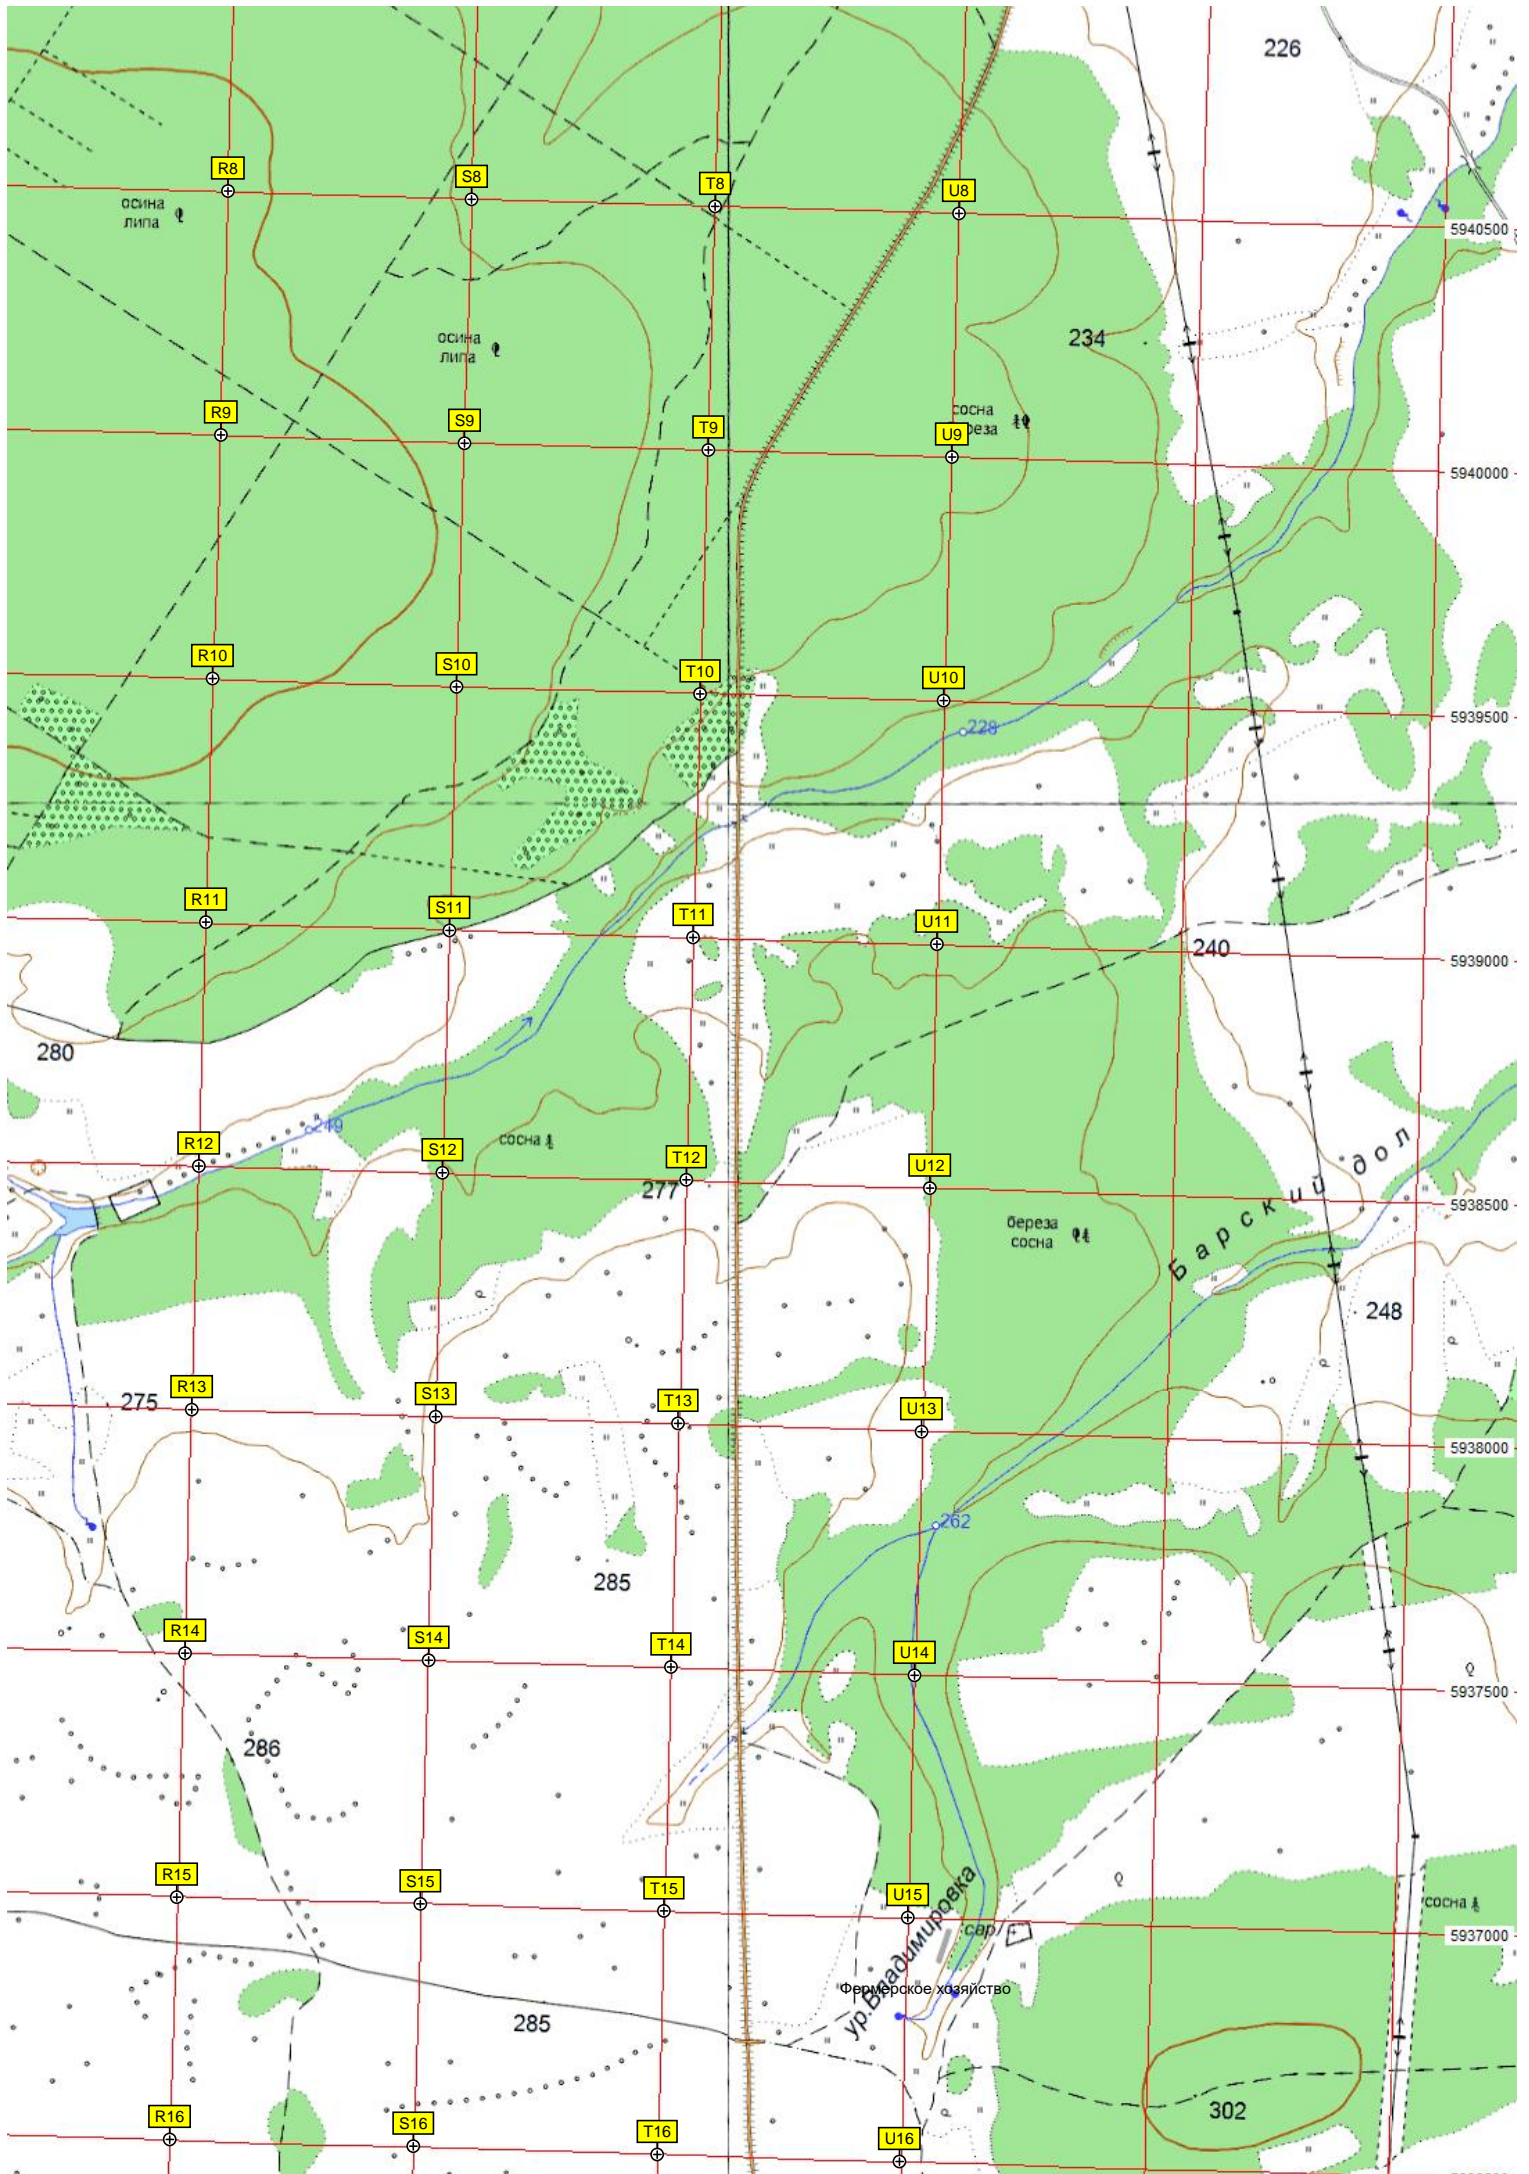 226
R8
S8
T8
U8
осина
липа
5940500
234
осина
липа
R9
S9
T9
U9
сосна
5940000
R10
S10
T10
U10
228
5939500
R11
S11
T11
U11
240
5939000
280
249
сосна
R12
S12
T12
U12
277
Барский дол
5938500
береза
сосна
248
R13
S13
T13
U13
275
5938000
262
285
R14
S14
T14
U14
5937500
286
R15
S15
T15
U15
сосна
сар.
5937000
ур.Владимировка
Фермерское хозяйство
285
302
R16
S16
T16
U16